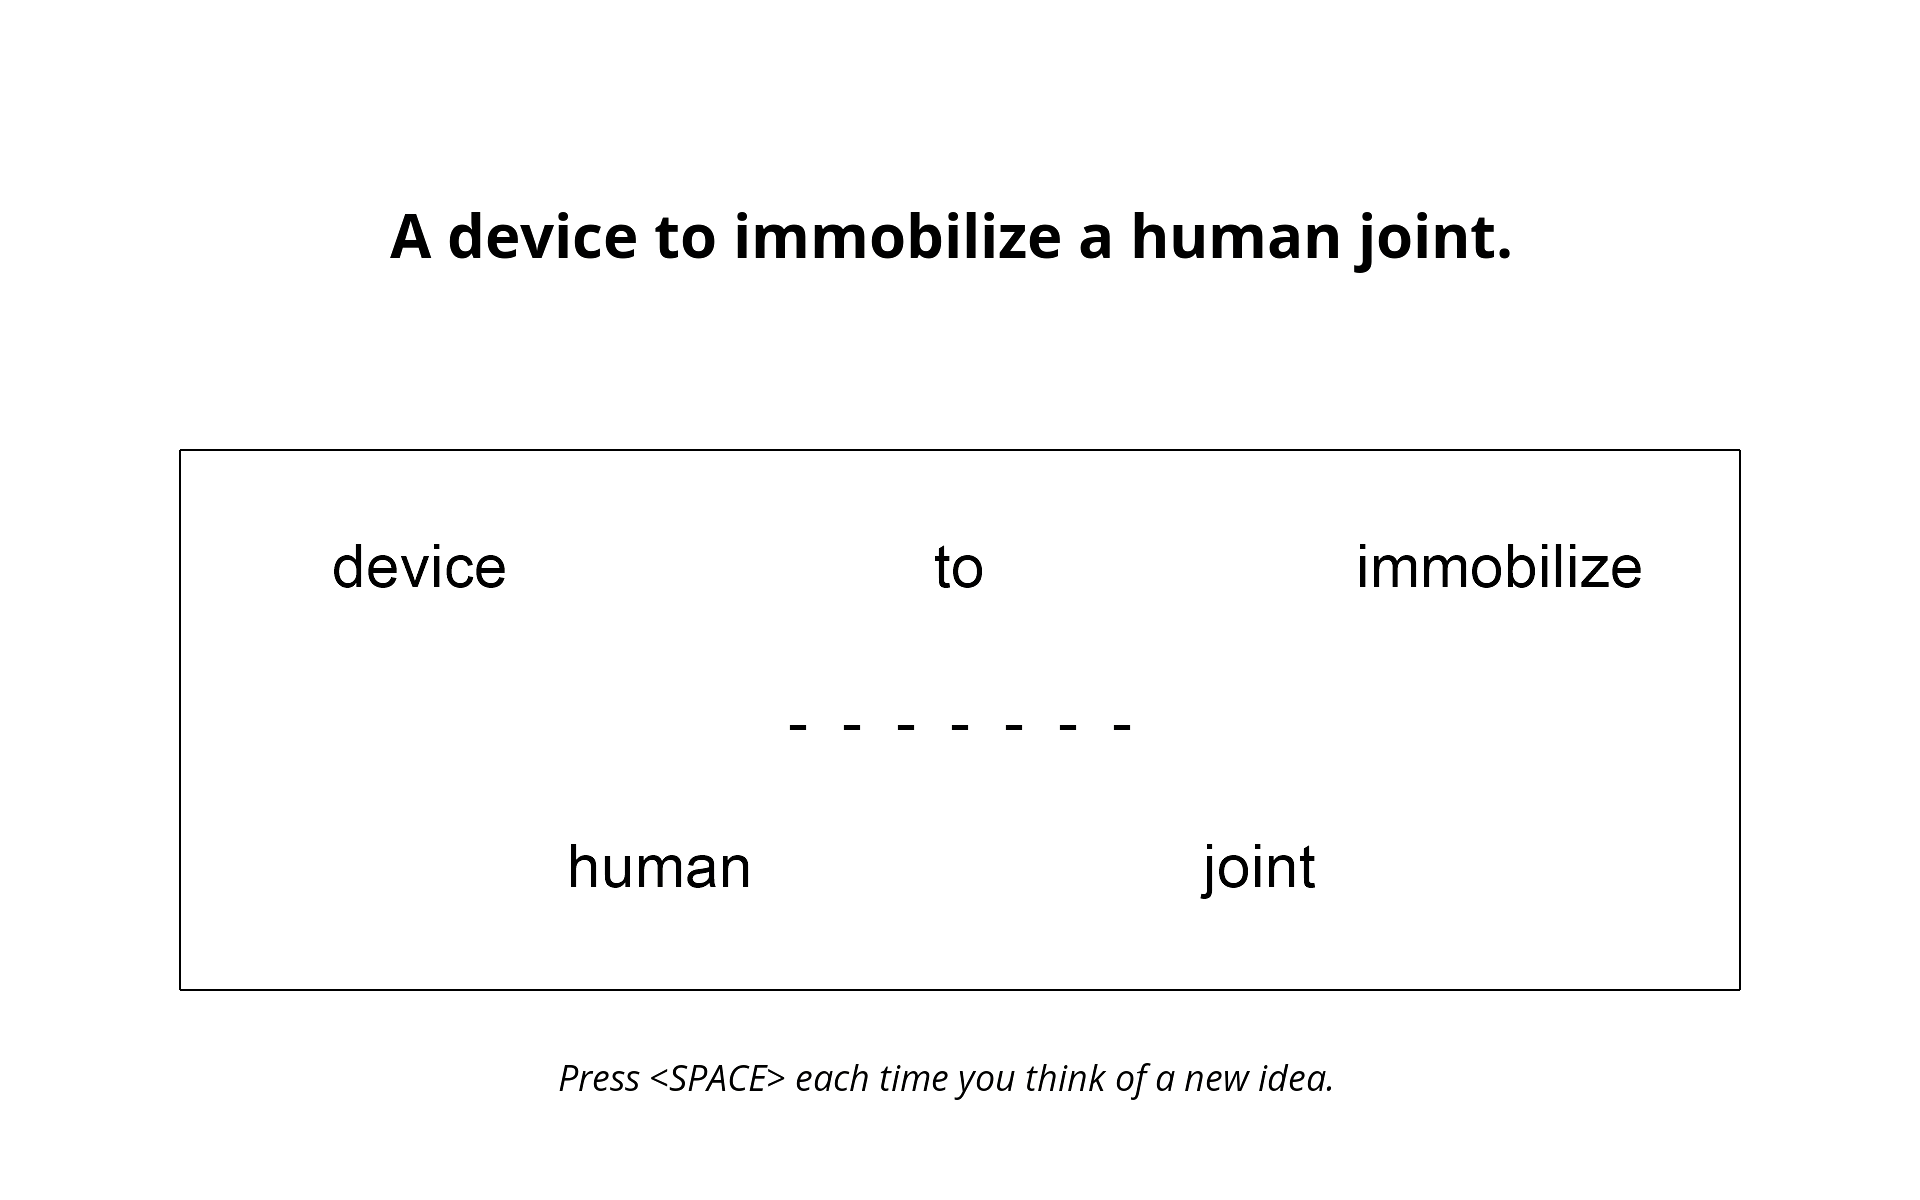 A device to immobilize a human joint.
device to immobilize
- - - - - - -
human joint
Press <SPACE> each time you think of a new idea.